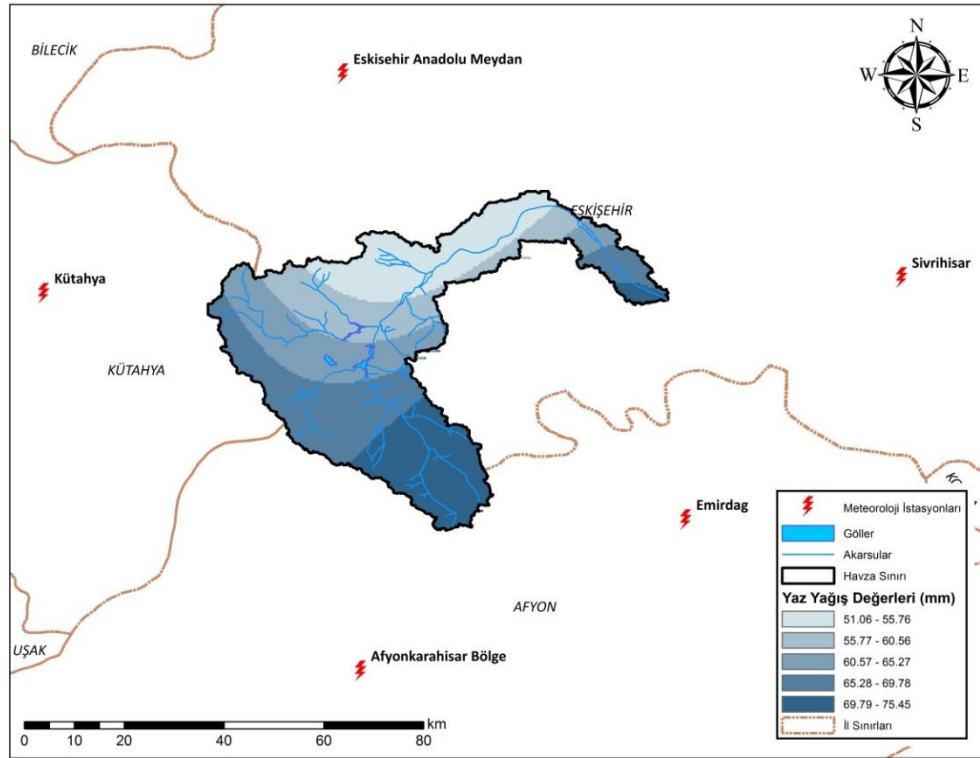 BİLECİK
Eskisehir Anadolu Meydan
N
W
E
S
ESKİŞEHİR
Sivrihisar
Kütahya
KÜTAHYA
Emirdag
AFYON
UŞAK
Afyonkarahisar Bölge
km
0 10 20 40 60 80
Meteoroloji İstasyonları
Göller
Akarsular
Havza Sınırı
Yaz Yağış Değerleri (mm)
51.06 - 55.76
55.77 - 60.56
60.57 - 65.27
65.28 - 69.78
69.79 - 75.45
İl Sınırları